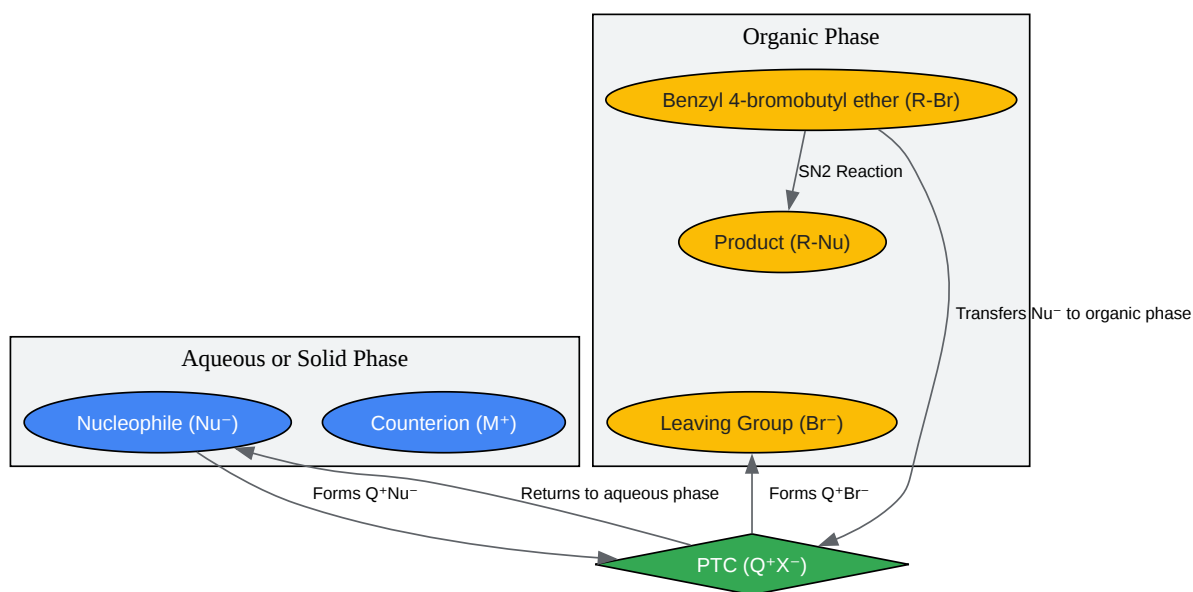 Organic Phase
Benzyl 4-bromobutyl ether (R-Br)
SN2 Reaction
Product (R-Nu)
Transfers Nu⁻ to organic phase
Aqueous or Solid Phase
Nucleophile (Nu⁻)
Counterion (M⁺)
Leaving Group (Br⁻)
Forms Q⁺Nu⁻
Returns to aqueous phase
Forms Q⁺Br⁻
PTC (Q⁺X⁻)